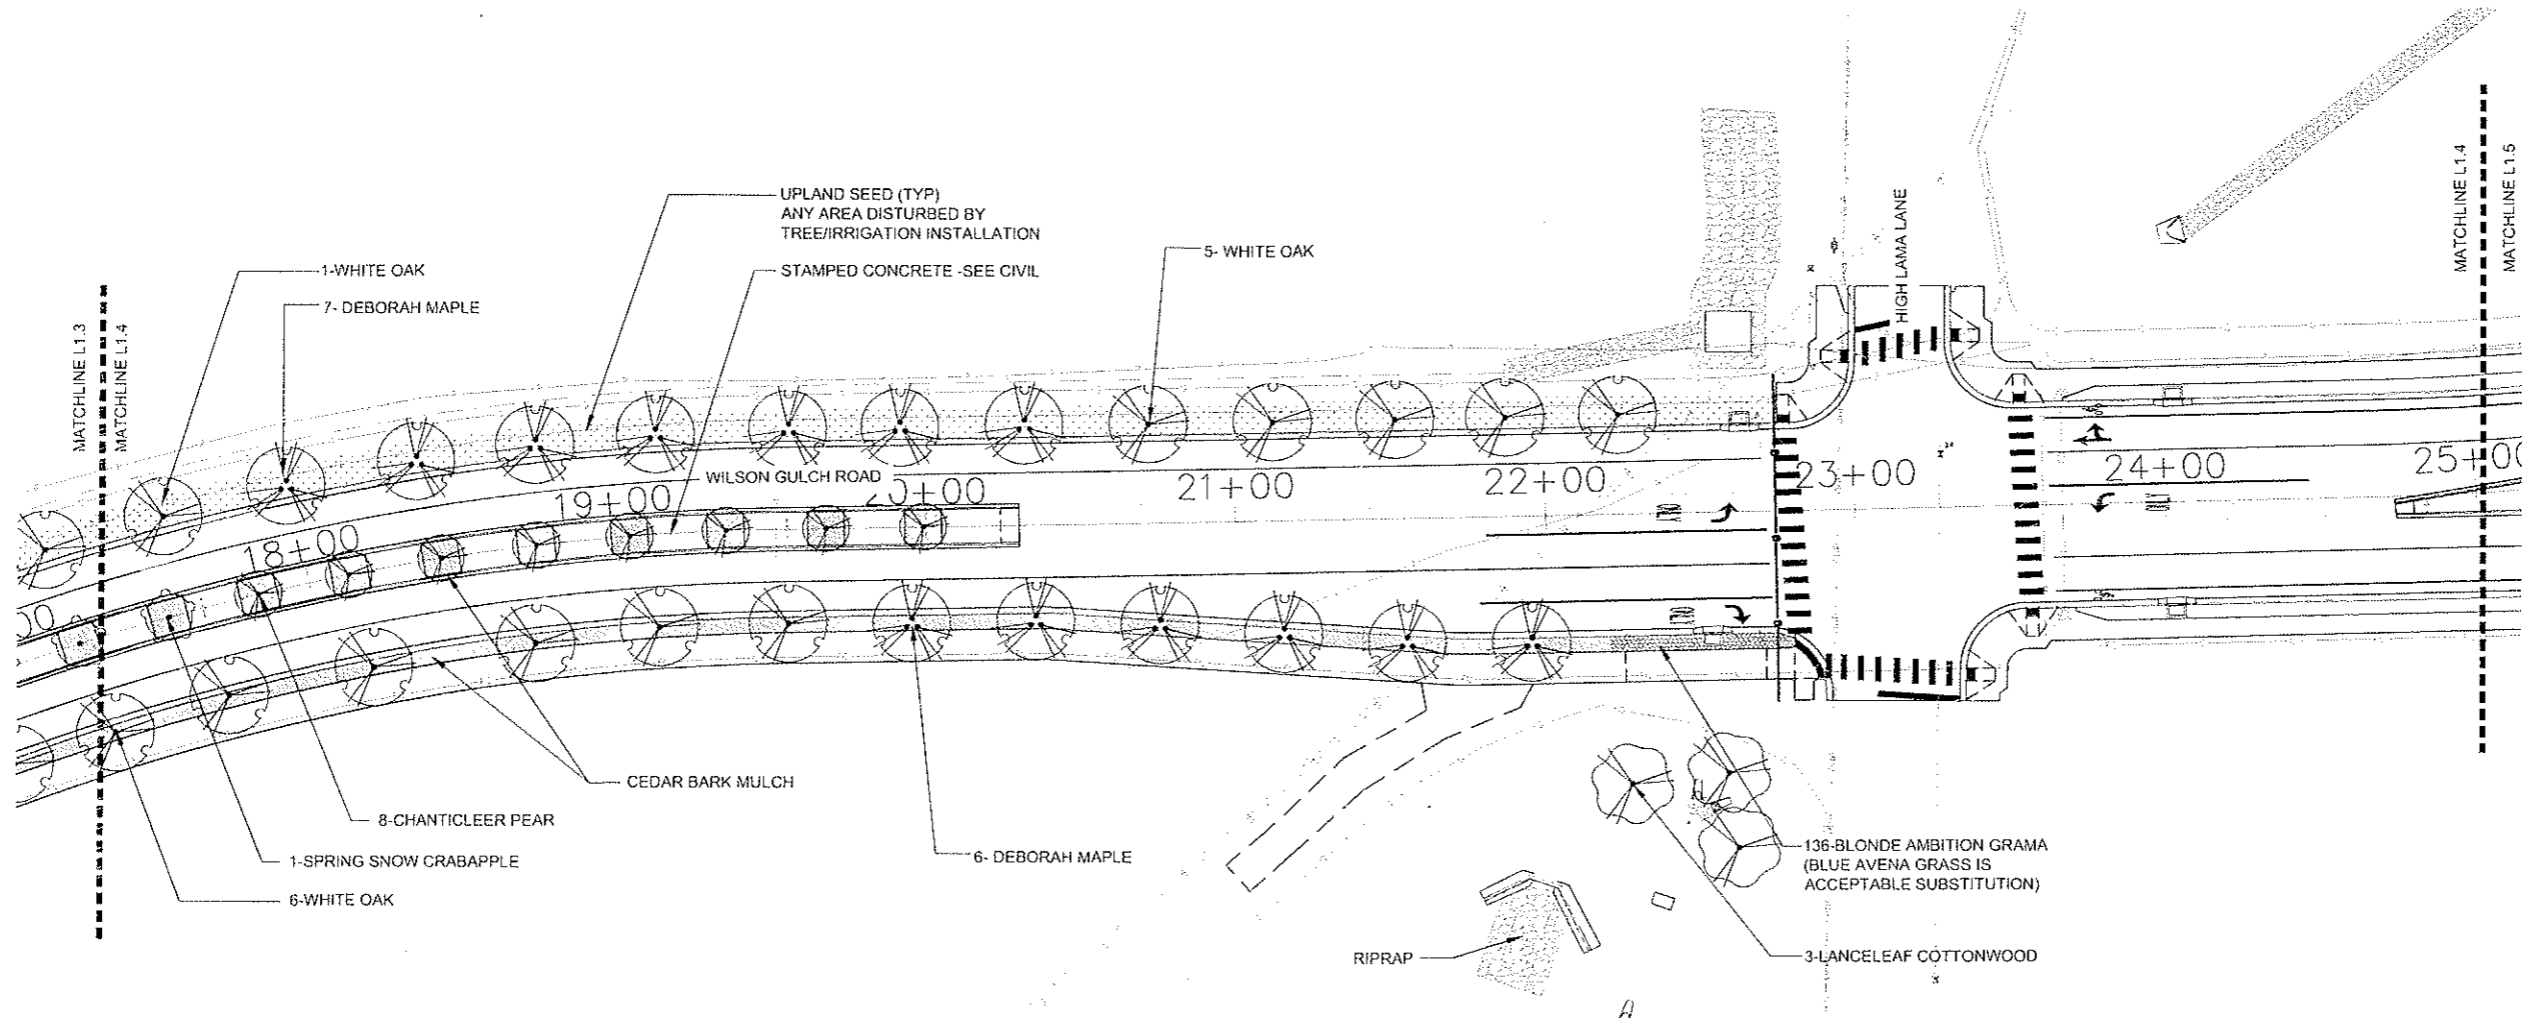 UPLAND SEED (TYP)
ANY AREA DISTURBED BY
TREE/IRRIGATION INSTALLATION
STAMPED CONCRETE -SEE CIVIL
1-WHITE OAK
7- DEBORAH MAPLE
5- WHITE OAK
HIGH LAMA LANE
MATCHLINE L1.3
MATCHLINE L1.4
MATCHLINE L1.4
MATCHLINE L1.5
WILSON GULCH ROAD
18+00
19+00
20+00
21+00
22+00
23+00
24+00
25+00
CEDAR BARK MULCH
8-CHANTICLEER PEAR
1-SPRING SNOW CRABAPPLE
6-WHITE OAK
6- DEBORAH MAPLE
136-BLONDE AMBITION GRAMA
(BLUE AVENA GRASS IS
ACCEPTABLE SUBSTITUTION)
RIPRAP
3-LANCELEAF COTTONWOOD